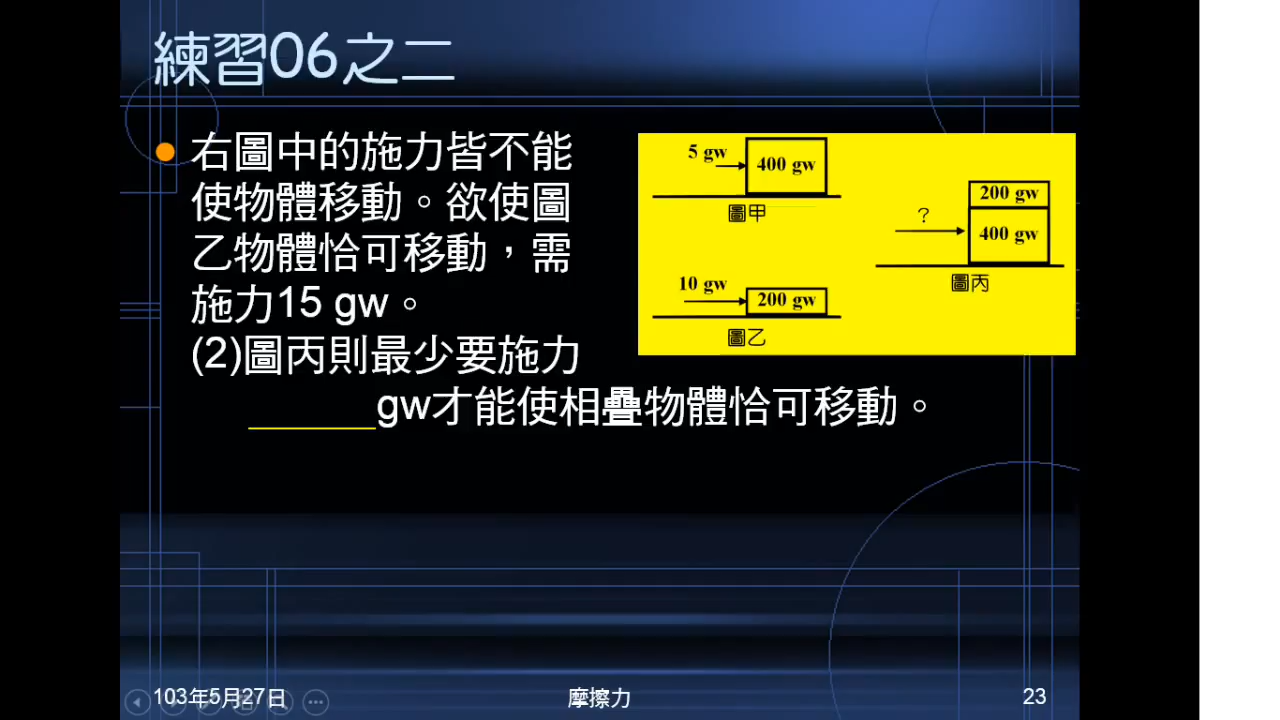 練習06之二
右圖中的施力皆不能
使物體移動。欲使圖
乙物體恰可移動，需
施力15 gw。
(2)圖丙則最少要施力
______gw才能使相疊物體恰可移動。
5 gw
400 gw
圖甲
10 gw
200 gw
圖乙
200 gw
？
400 gw
圖丙
103年5月27日
摩擦力
23